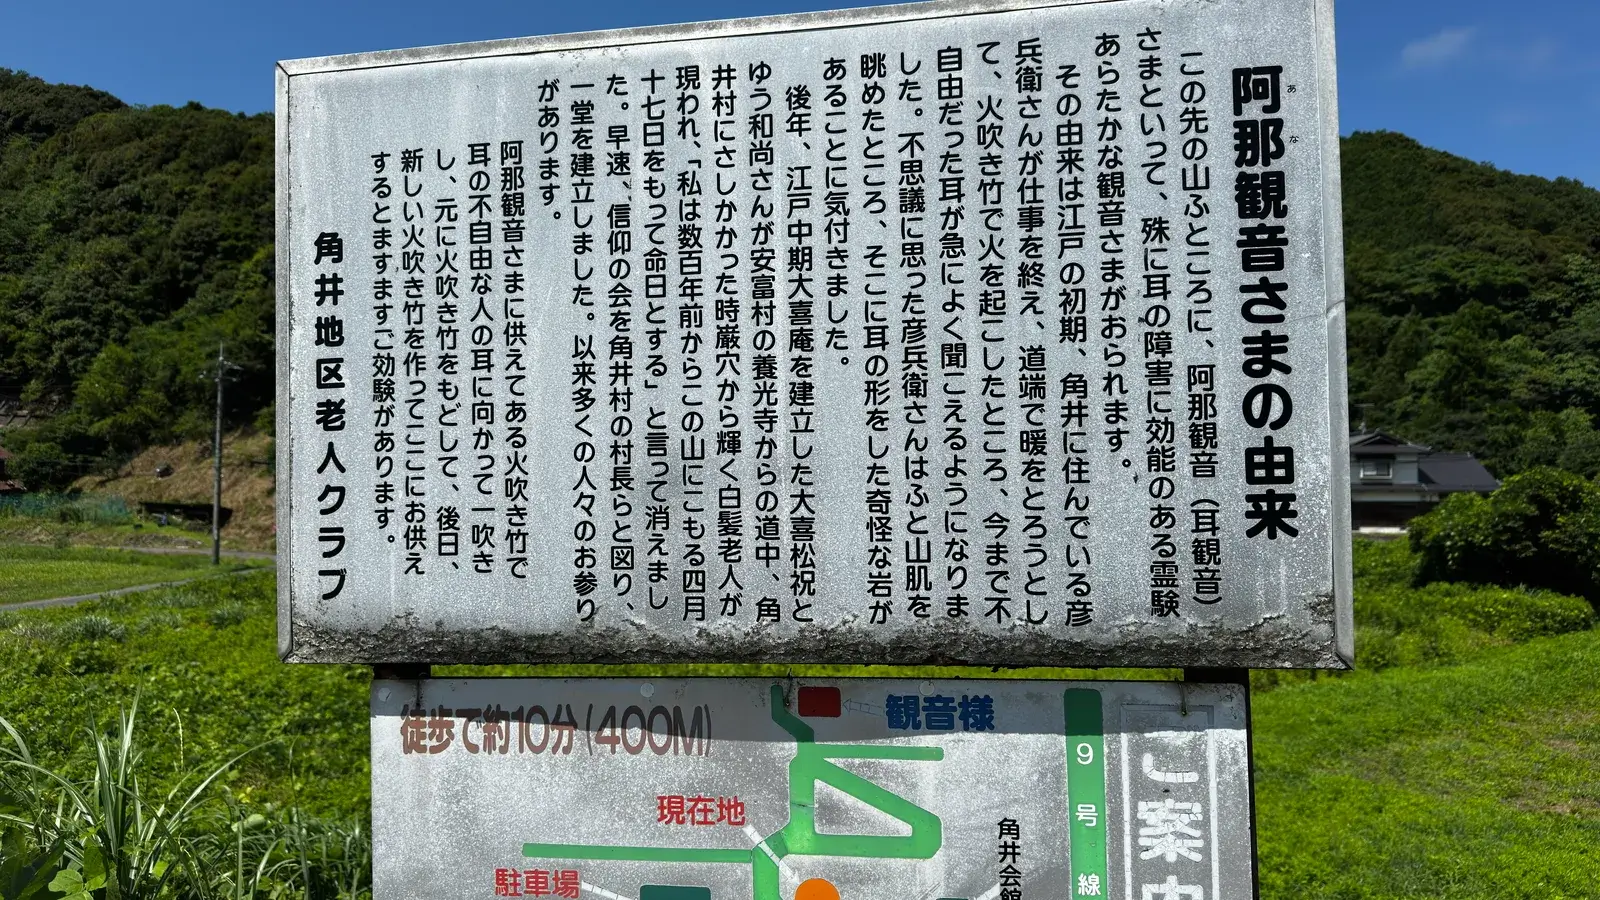 阿那観音さまの由来
あ な
この先の山ふところに、阿那観音（耳観音）
さまといって、殊に耳の障害に効能のある霊験
あらたかな観音さまがおられます。
その由来は江戸の初期、角井に住んでいる彦
兵衛さんが仕事を終え、道端で暖をとろうとし
て、火吹き竹で火を起こしたところ、今まで不
自由だった耳が急によく聞こえるようになりま
した。不思議に思った彦兵衛さんはふと山肌を
眺めたところ、そこに耳の形をした奇怪な岩が
あることに気付きました。
後年、江戸中期大喜庵を建立した大喜松祝と
ゆう和尚さんが安富村の養光寺からの道中、角
井村にさしかかった時巌穴から輝く白髪老人が
現われ、「私は数百年前からこの山にこもる四月
十七日をもって命日とする」と言って消えまし
た。早速、信仰の会を角井村の村長らと図り、
一堂を建立しました。以来多くの人々のお参り
があります。
阿那観音さまに供えてある火吹き竹で
耳の不自由な人の耳に向かって一吹き
し、元に火吹き竹をもどして、後日、
新しい火吹き竹を作ってここにお供え
するとますますご効験があります。
角井地区老人クラブ
徒歩で約10分(400M)
観音様
現在地
駐車場
角井会館
9号線
ご案内